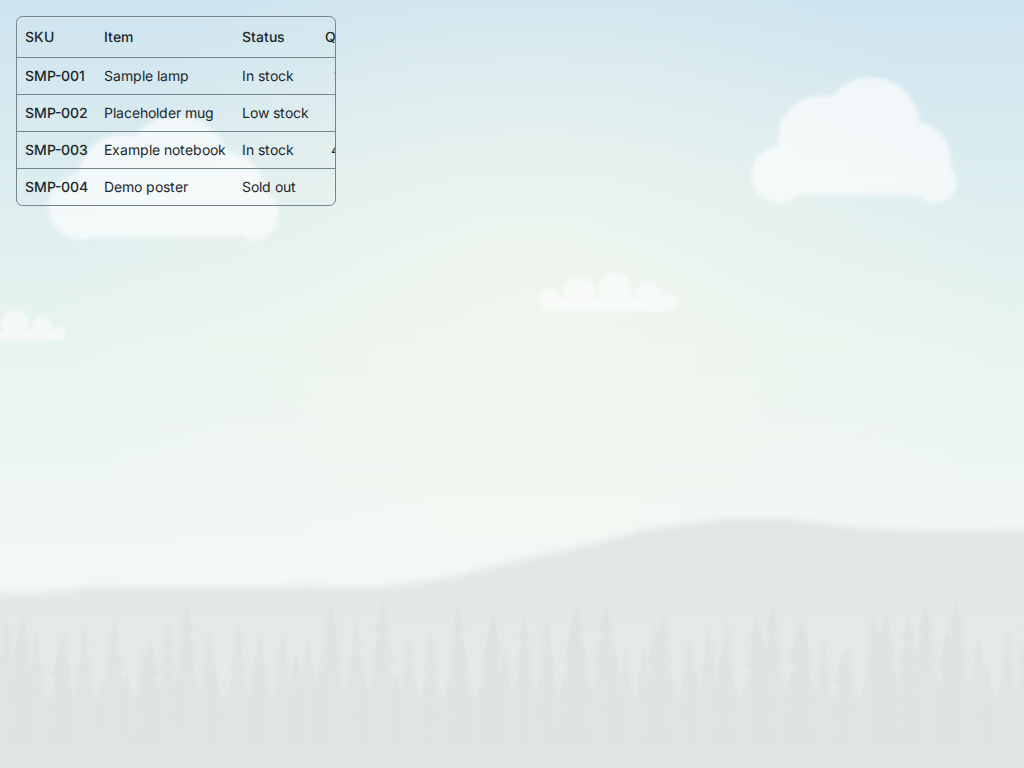 SKU Item Status
SMP-001 Sample lamp In stock
SMP-002 Placeholder mug Low stock
SMP-003 Example notebook In stock
SMP-004 Demo poster Sold out